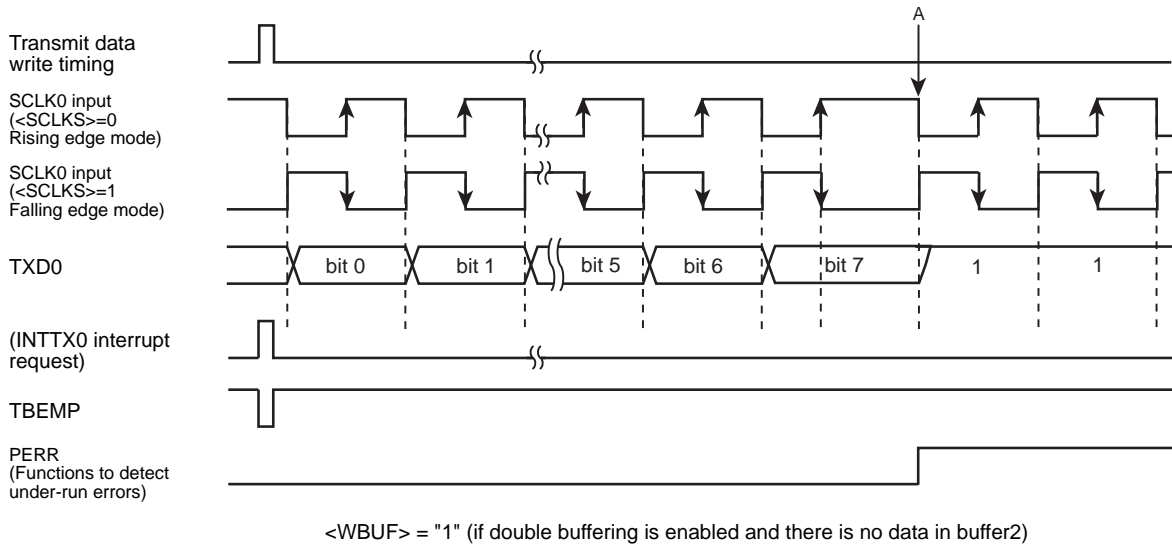 A
Transmit data
write timing
SCLK0 input
(<SCLKS>=0
Rising edge mode)
SCLK0 input
(<SCLKS>=1
Falling edge mode)
TXD0
bit 0
bit 1
bit 5
bit 6
bit 7
1
1
(INTTX0 interrupt
request)
TBEMP
PERR
(Functions to detect
under-run errors)
<WBUF> = "1" (if double buffering is enabled and there is no data in buffer2)